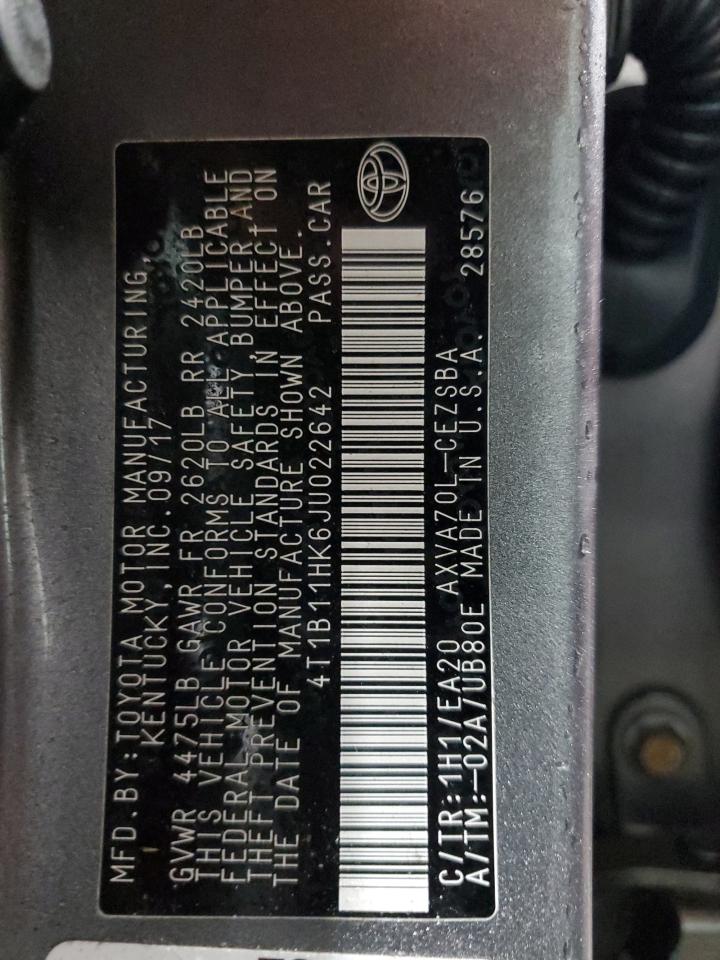 MFD.BY:TOYOTA MOTOR MANUFACTURING,
KENTUCKY INC.09/17
GVWR 4475LB GAWR FR 2620LB RR 2420LB
THIS VEHICLE CONFORMS TO ALL APPLICABLE
FEDERAL MOTOR VEHICLE SAFETY, BUMPER, AND
THEFT PREVENTION STANDARDS IN EFFECT ON
THE DATE OF MANUFACTURE SHOWN ABOVE.
4T1B11HK6JU022642 PASS.CAR
C/TR:1H1/EA20 AXVA70L-CEZSBA
A/TM:-02A/UB80E MADE IN U.S.A. 28576